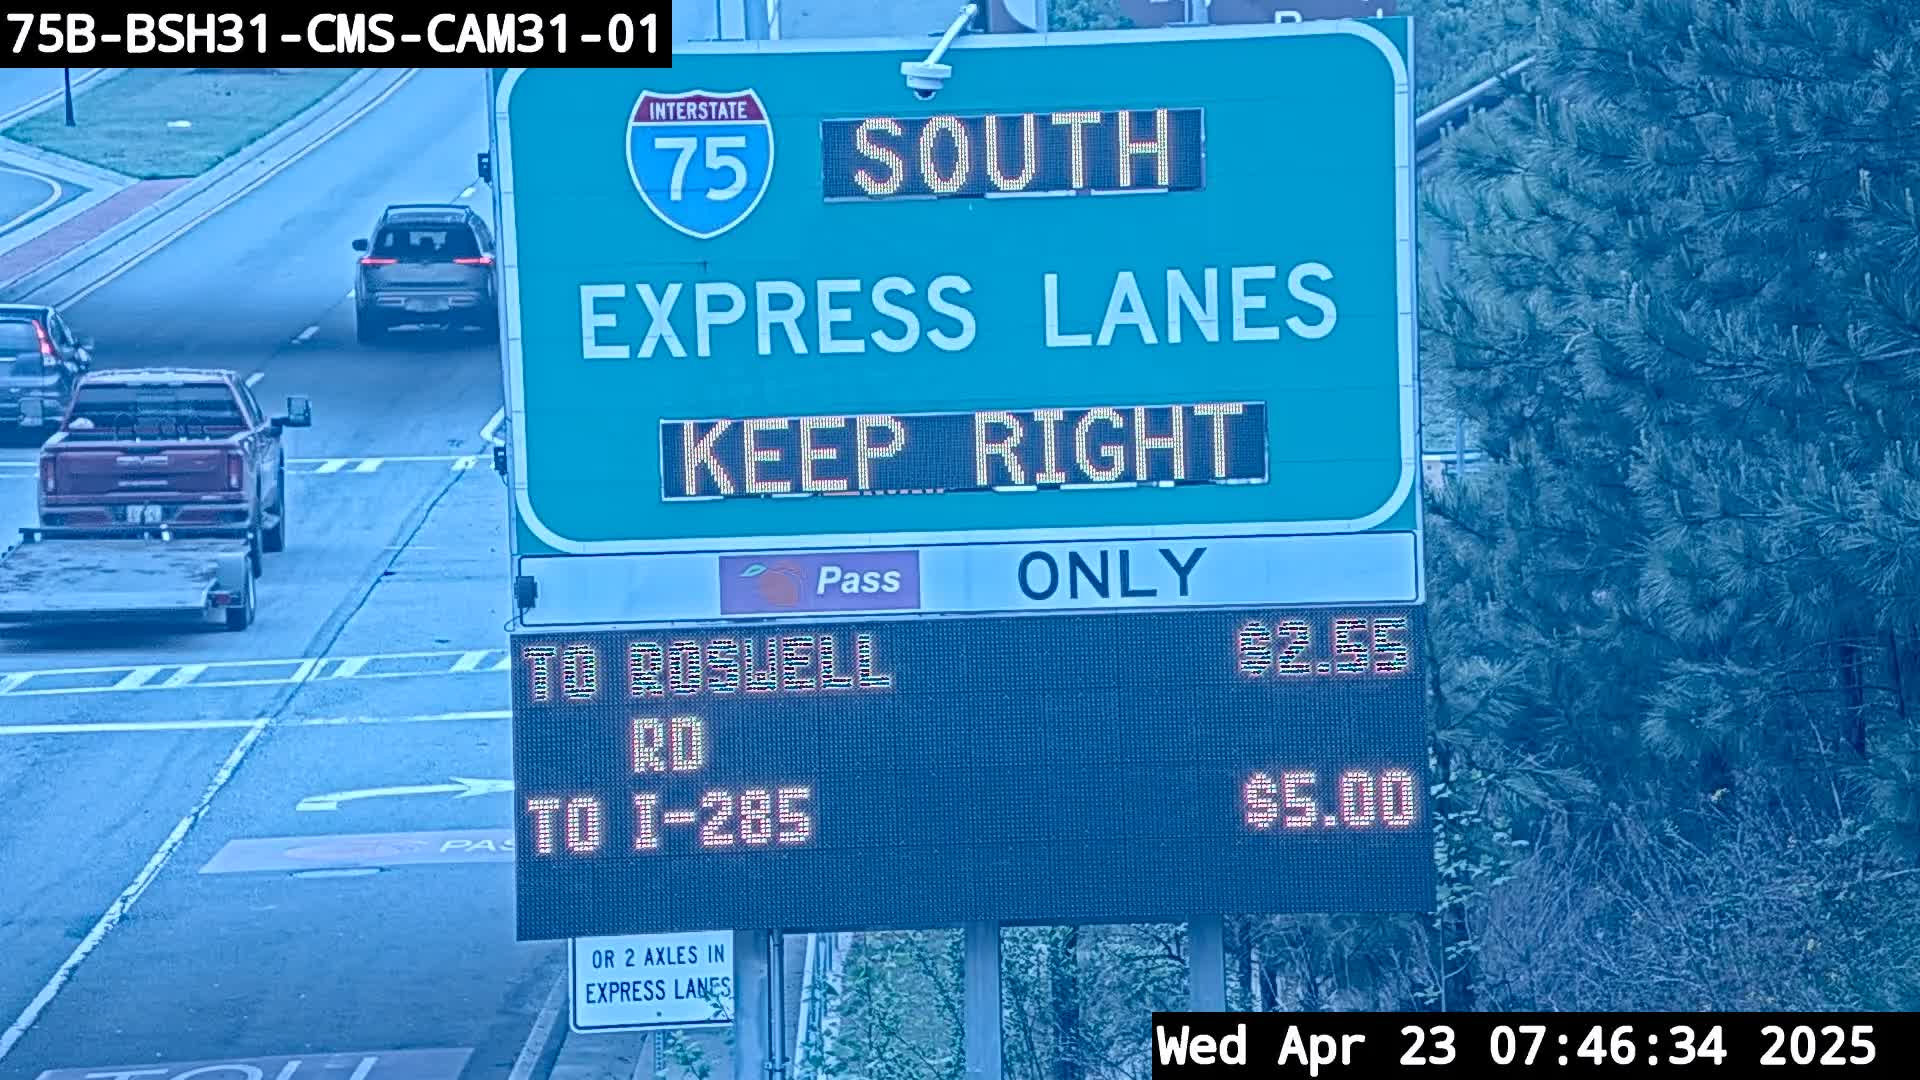 75B-BSH31-CMS-CAM31-01
INTERSTATE
75
SOUTH
EXPRESS LANES
KEEP RIGHT
Pass ONLY
TO ROSWELL $2.55
RD
TO I-285 $5.00
OR 2 AXLES IN
EXPRESS LANES
TOLL
Wed Apr 23 07:46:34 2025